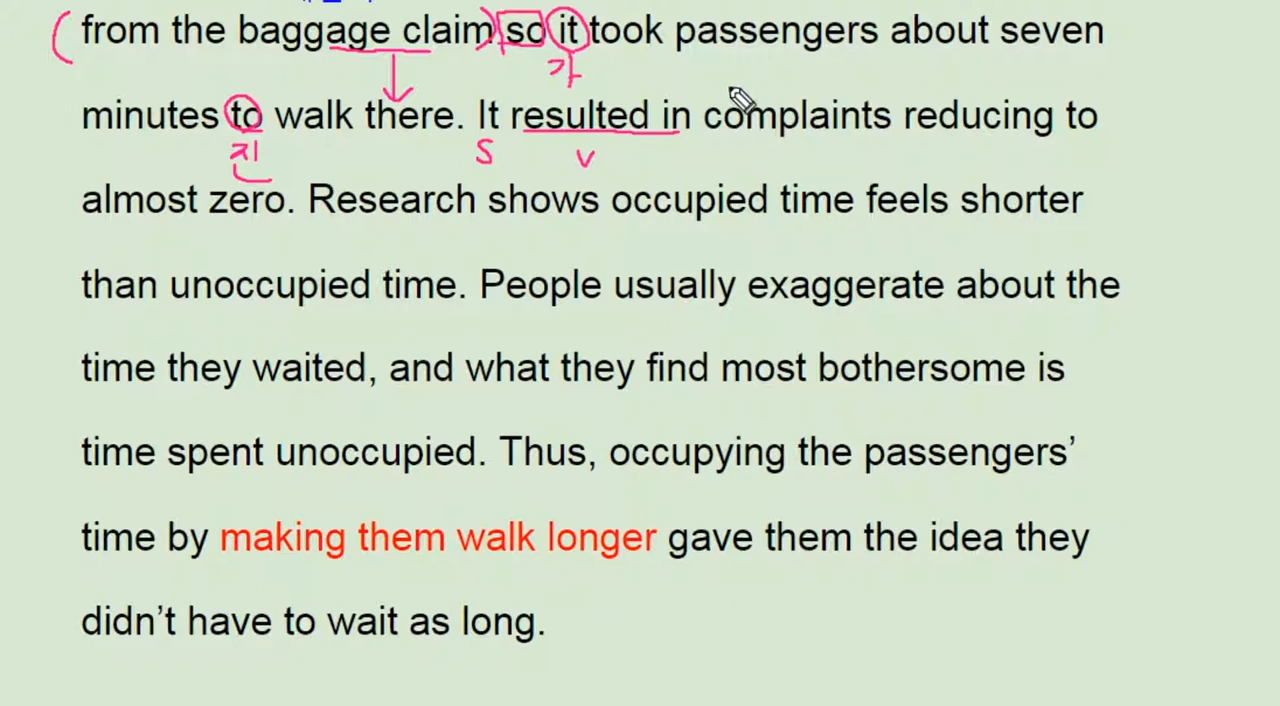 from the baggage claim) so it took passengers about seven
가
minutes to walk there. It resulted in complaints reducing to
지 S V
almost zero. Research shows occupied time feels shorter
than unoccupied time. People usually exaggerate about the
time they waited, and what they find most bothersome is
time spent unoccupied. Thus, occupying the passengers’
time by making them walk longer gave them the idea they
didn’t have to wait as long.